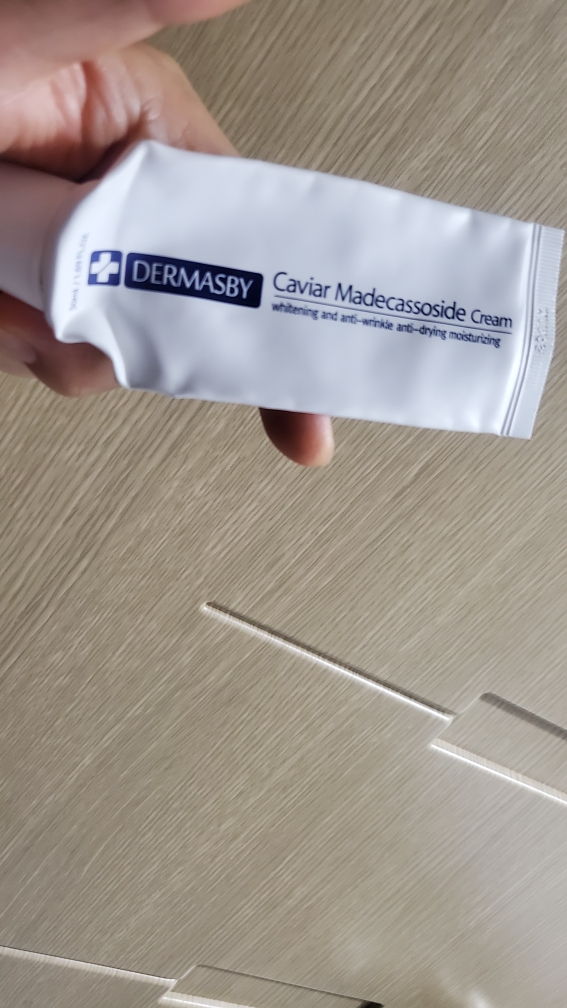 DERMASBY
Caviar Madecassoside Cream
whitening and anti-wrinkle anti-drying moisturizing